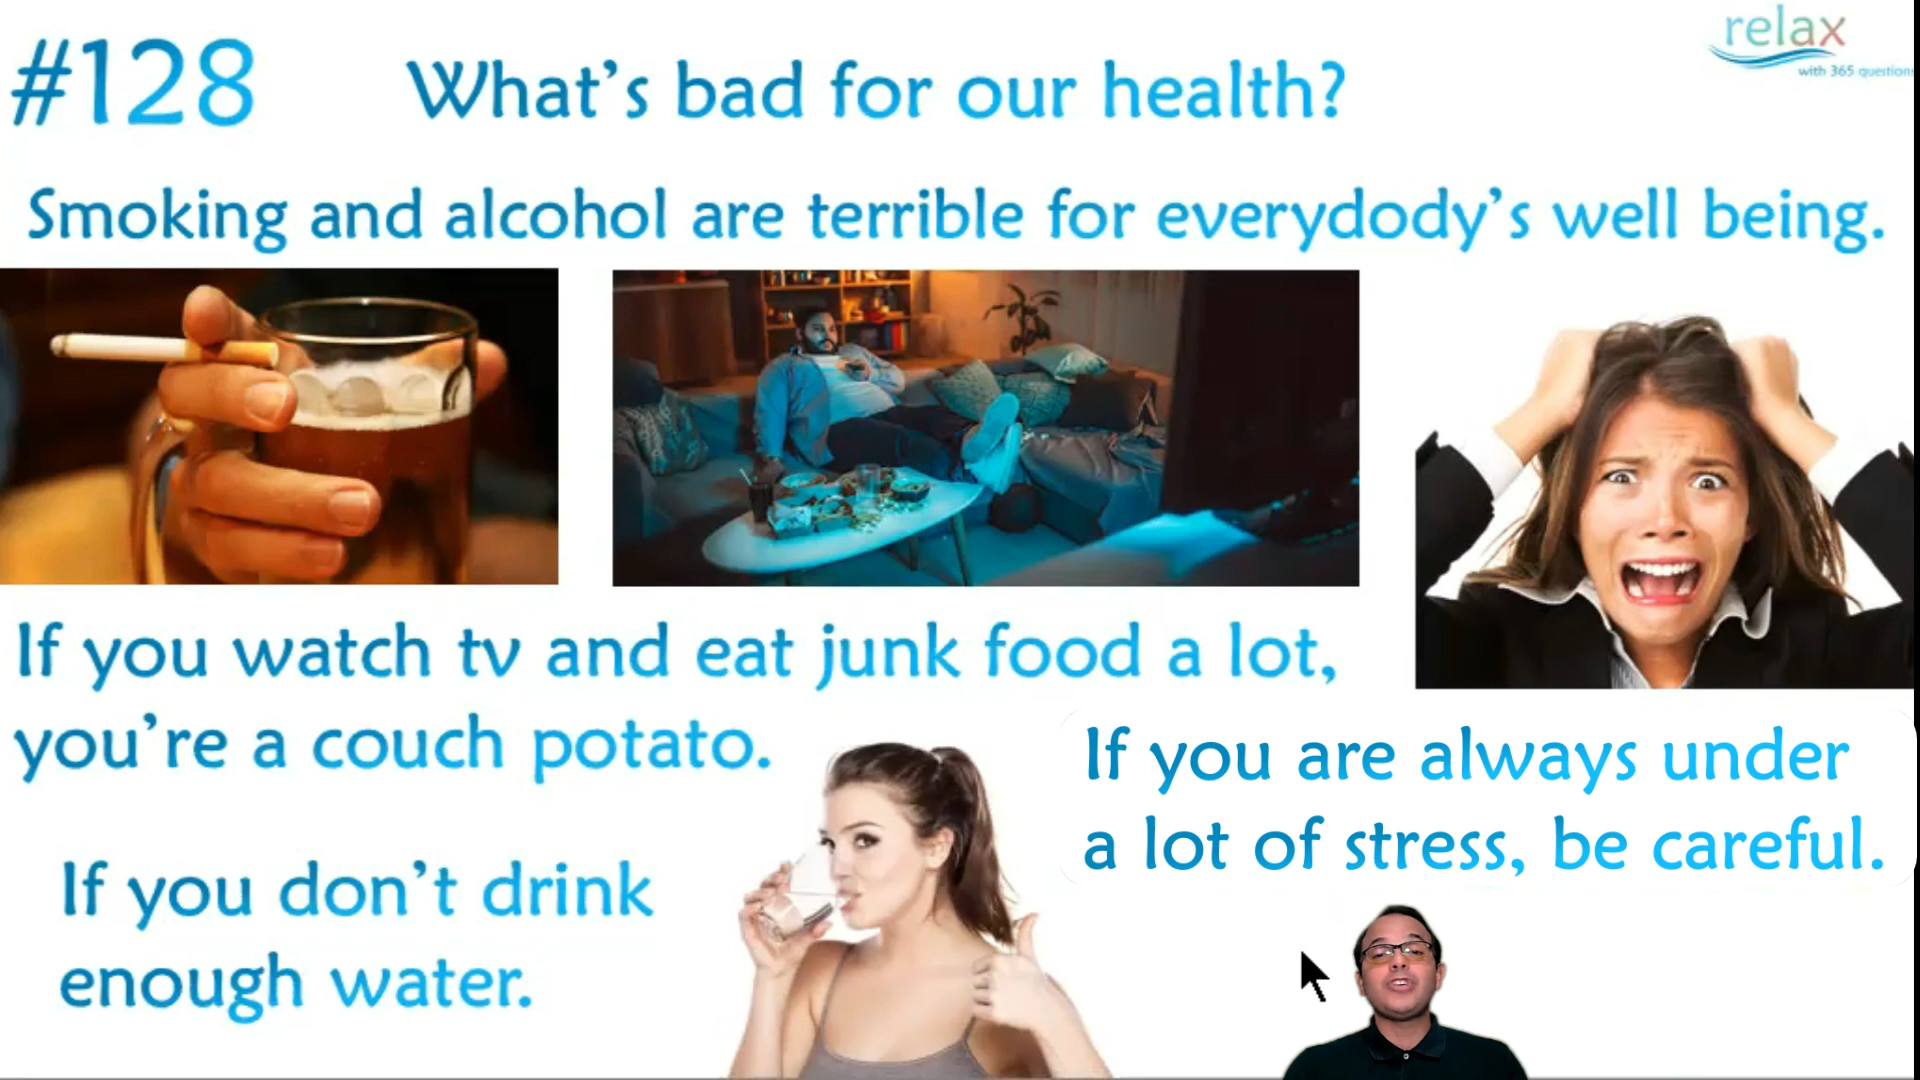 #128
What's bad for our health?
relax
with 365 questions
Smoking and alcohol are terrible for everydody's well being.
If you watch tv and eat junk food a lot,
you're a couch potato.
If you are always under
a lot of stress, be careful.
If you don't drink
enough water.